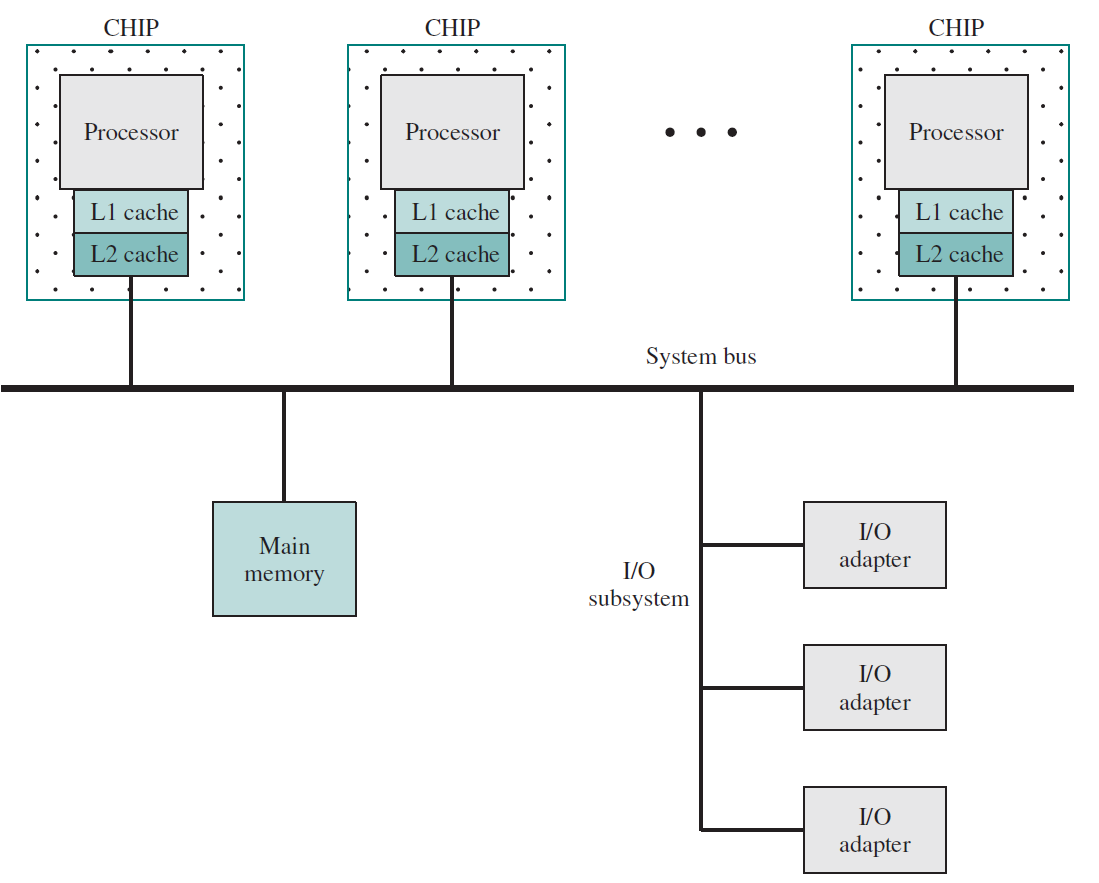 CHIP
CHIP
CHIP
Processor
Processor
• • •
Processor
L1 cache
L1 cache
L1 cache
L2 cache
L2 cache
L2 cache
System bus
Main
memory
I/O
subsystem
I/O
adapter
I/O
adapter
I/O
adapter